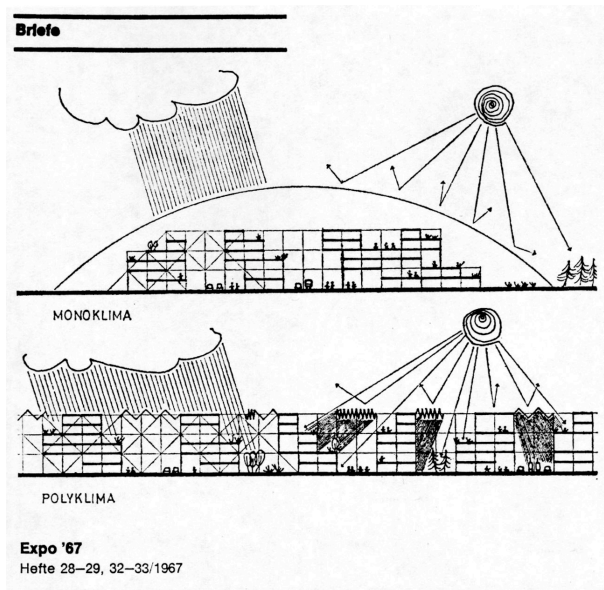 Briefe
MONOKLIMA
POLYKLIMA
Expo '67
Hefte 28–29, 32–33/1967